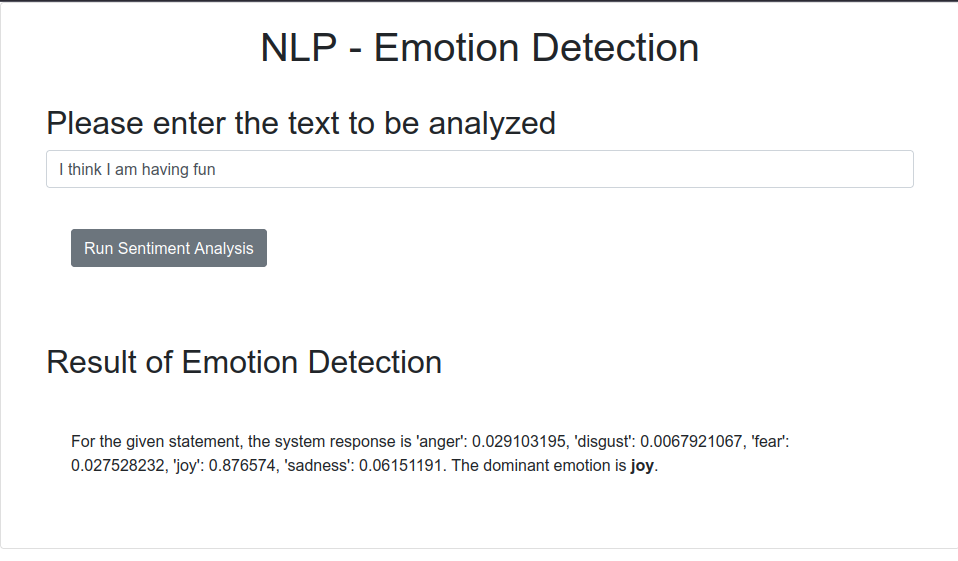 NLP - Emotion Detection
Please enter the text to be analyzed
I think I am having fun
Run Sentiment Analysis
Result of Emotion Detection
For the given statement, the system response is 'anger': 0.029103195, 'disgust': 0.0067921067, 'fear':
0.027528232, 'joy': 0.876574, 'sadness': 0.06151191. The dominant emotion is joy.